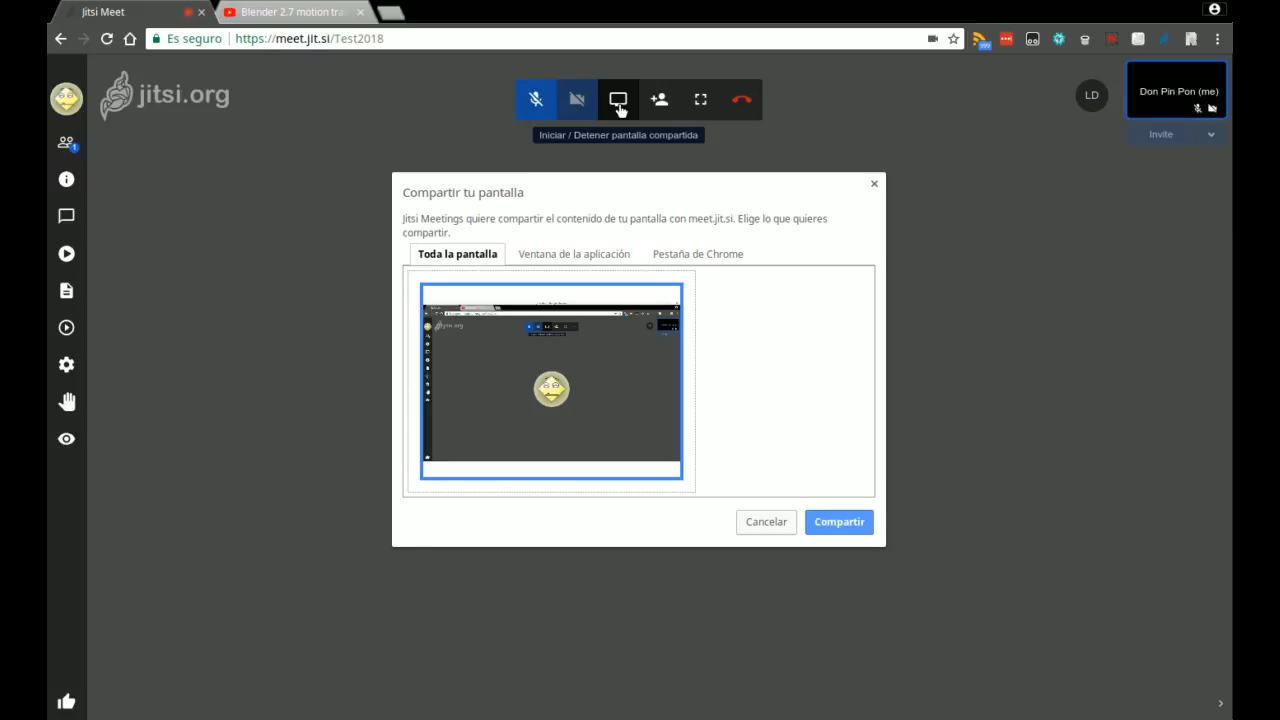 Jitsi Meet
Blender 2.7 motion tra
Es seguro
https://meet.jit.si/Test2018
399
jitsi.org
LD
Don Pin Pon (me)
Iniciar / Detener pantalla compartida
Invite
1
Compartir tu pantalla
Jitsi Meetings quiere compartir el contenido de tu pantalla con meet.jit.si. Elige lo que quieres
compartir.
Toda la pantalla
Ventana de la aplicación
Pestaña de Chrome
Cancelar
Compartir